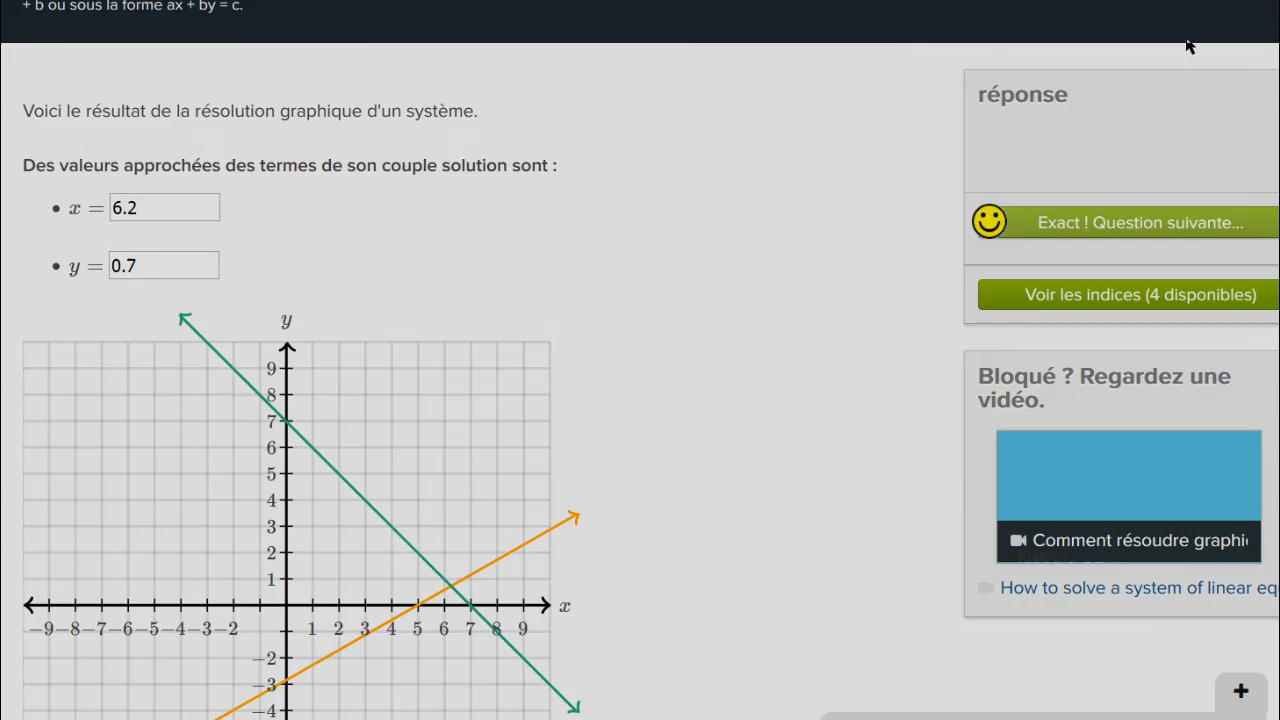 + b ou sous la forme ax + by = c.
Voici le résultat de la résolution graphique d'un système.
Des valeurs approchées des termes de son couple solution sont :
• x = 6.2
• y = 0.7
y
9
8
7
6
5
4
3
2
1
x
−9 −8 −7 −6 −5 −4 −3 −2 1 2 3 4 5 6 7 8 9
−2
−3
−4
réponse
Exact ! Question suivante...
Voir les indices (4 disponibles)
Bloqué ? Regardez une
vidéo.
Comment résoudre graphi
How to solve a system of linear eq
+